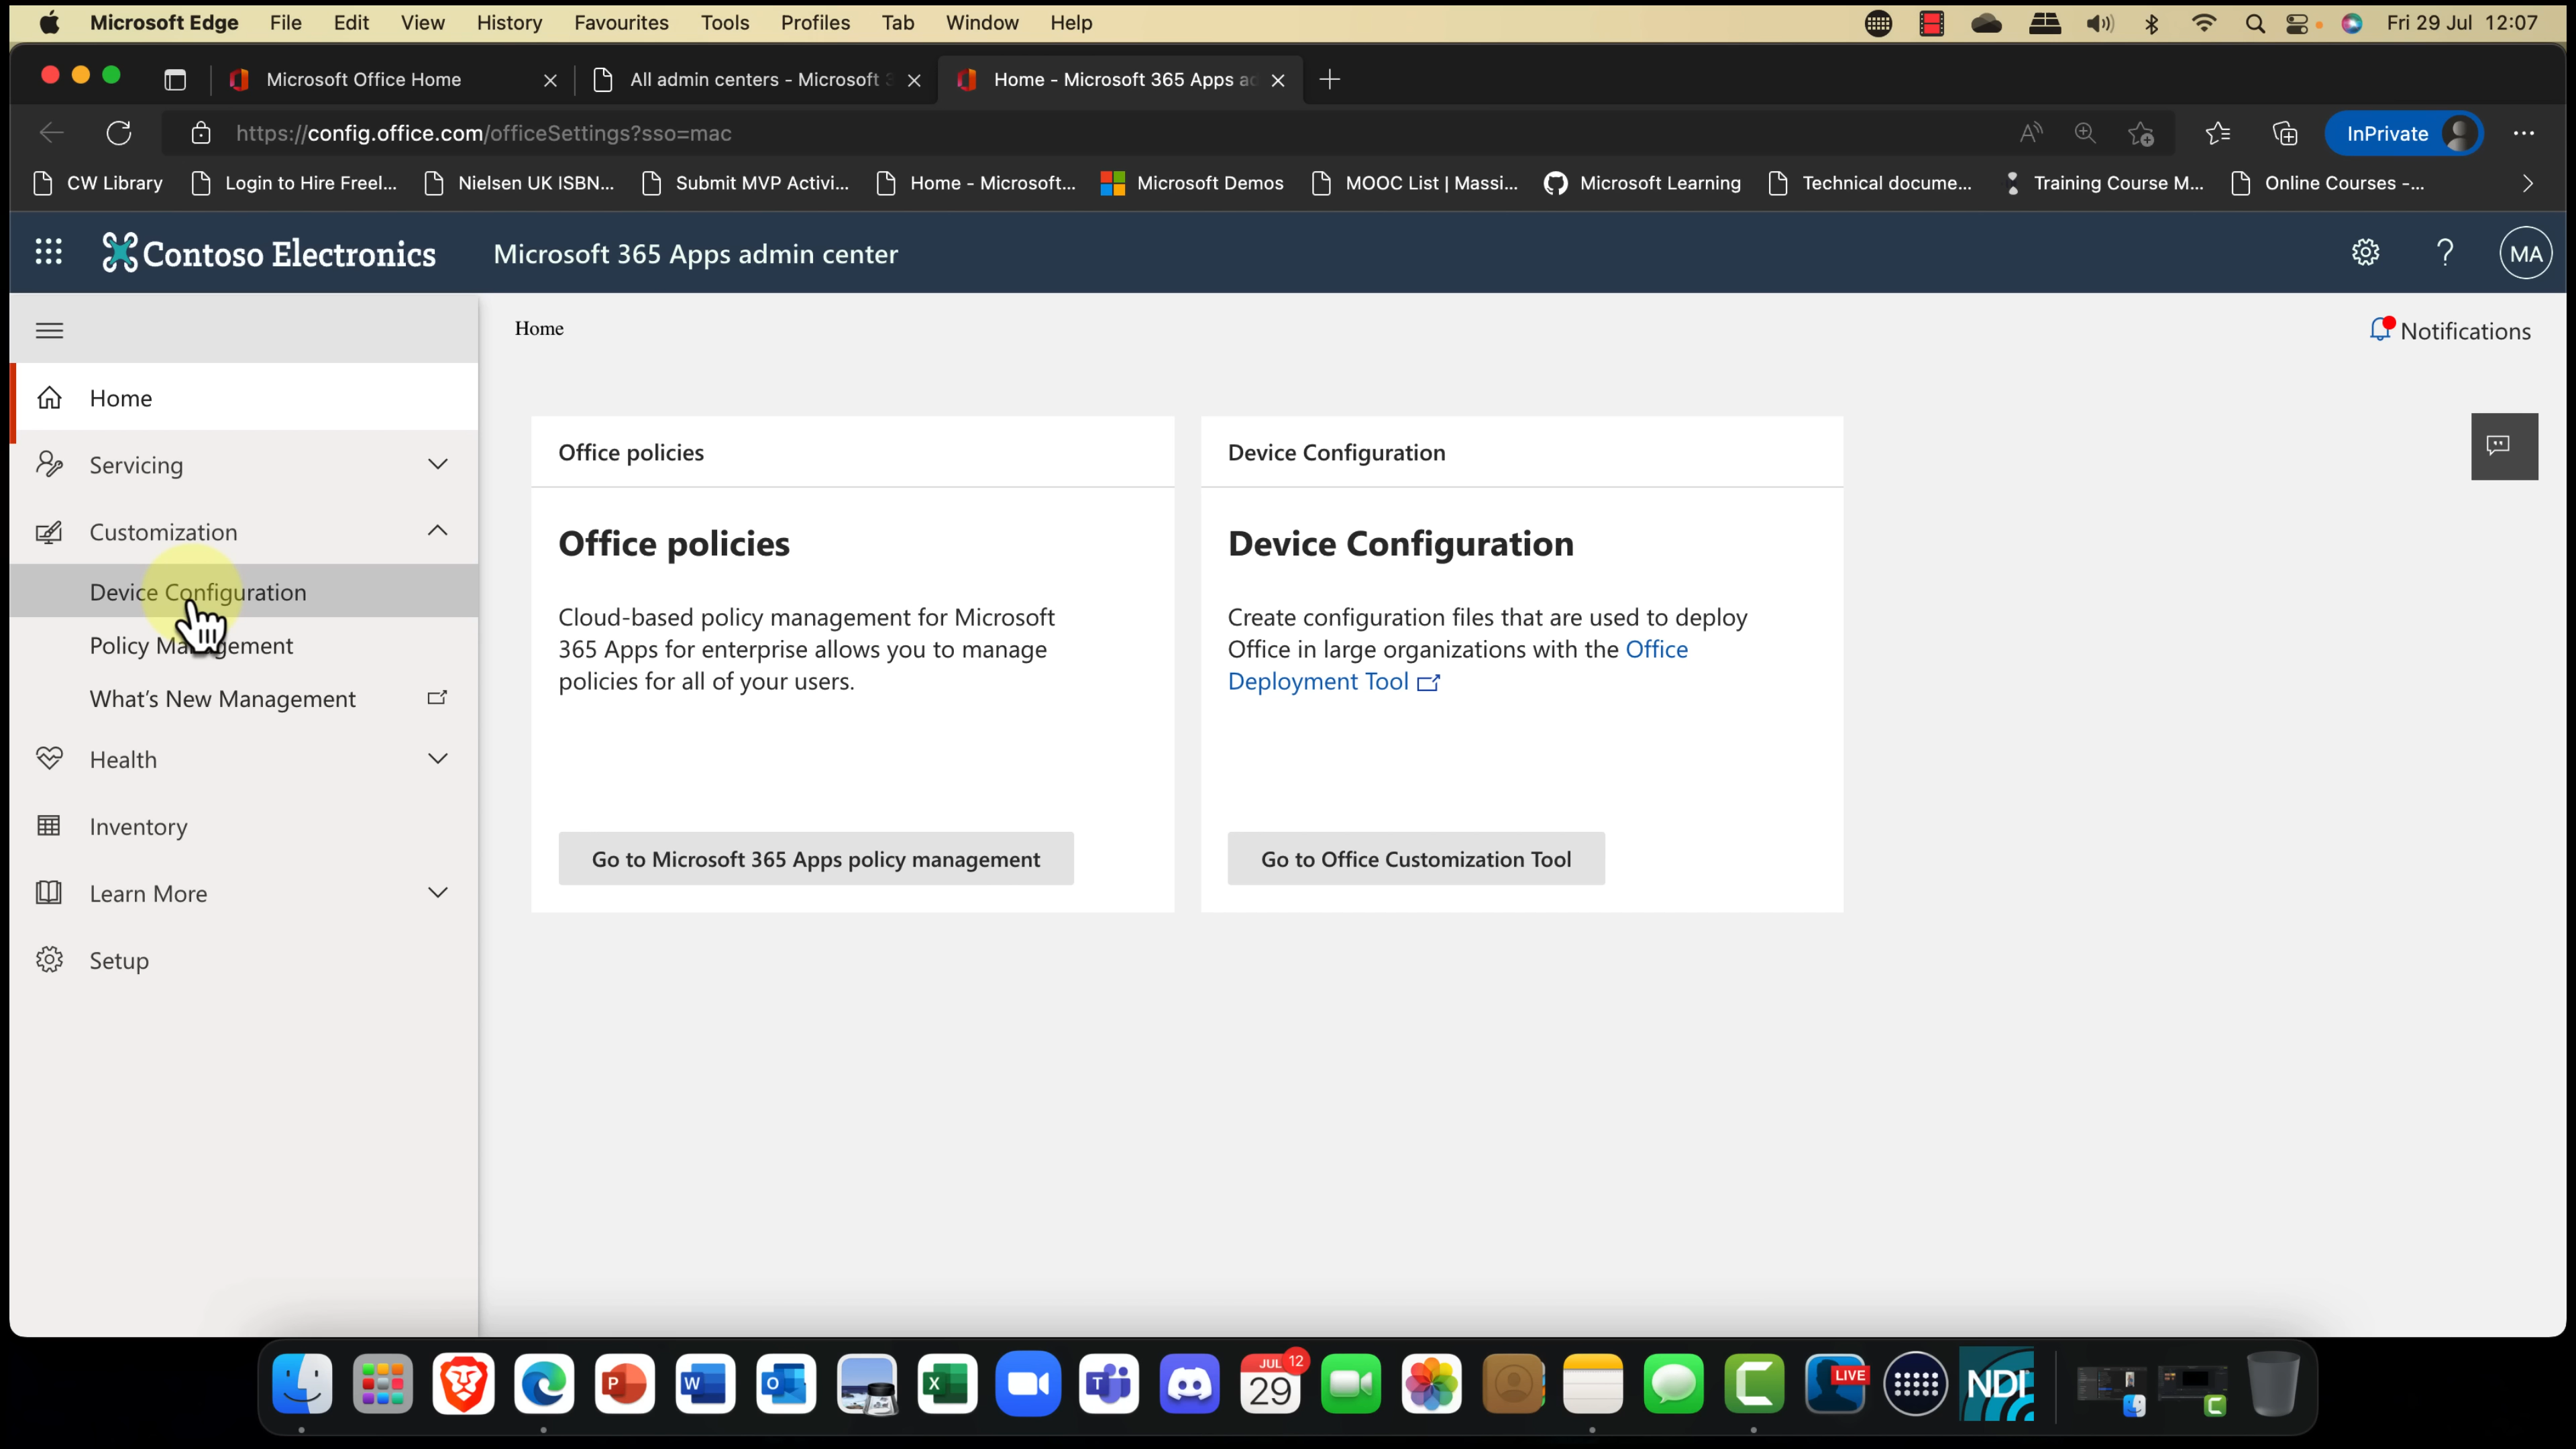 Microsoft Edge File Edit View History Favourites Tools Profiles Tab Window Help Fri 29 Jul 12:07
Microsoft Office Home All admin centers - Microsoft 3 Home - Microsoft 365 Apps ad
https://config.office.com/officeSettings?sso=mac InPrivate
CW Library Login to Hire Freel... Nielsen UK ISBN... Submit MVP Activi... Home - Microsoft... Microsoft Demos MOOC List | Massi... Microsoft Learning Technical docume... Training Course M... Online Courses -...
Contoso Electronics Microsoft 365 Apps admin center MA
Home Notifications
Home
Servicing
Customization
Device Configuration
Policy Management
What's New Management
Health
Inventory
Learn More
Setup
Office policies
Office policies
Cloud-based policy management for Microsoft
365 Apps for enterprise allows you to manage
policies for all of your users.
Go to Microsoft 365 Apps policy management
Device Configuration
Device Configuration
Create configuration files that are used to deploy
Office in large organizations with the Office
Deployment Tool
Go to Office Customization Tool
P W O X T JUL 12 29 LIVE NDI